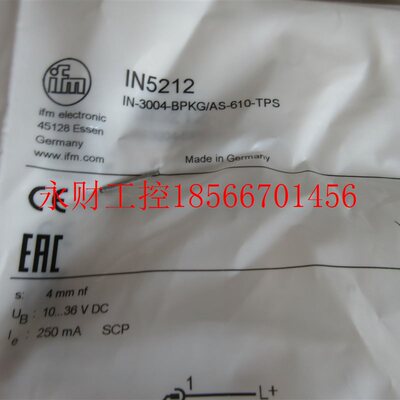 ifm
IN5212
IN-3004-BPKG/AS-610-TPS
ifm electronic
45128 Essen
Germany
www.ifm.com
Made in Germany
CE
永财工控18566701456
EAC
s: 4 mm nf
UB: 10...36 V DC
Ie: 250 mA SCP
1
L+